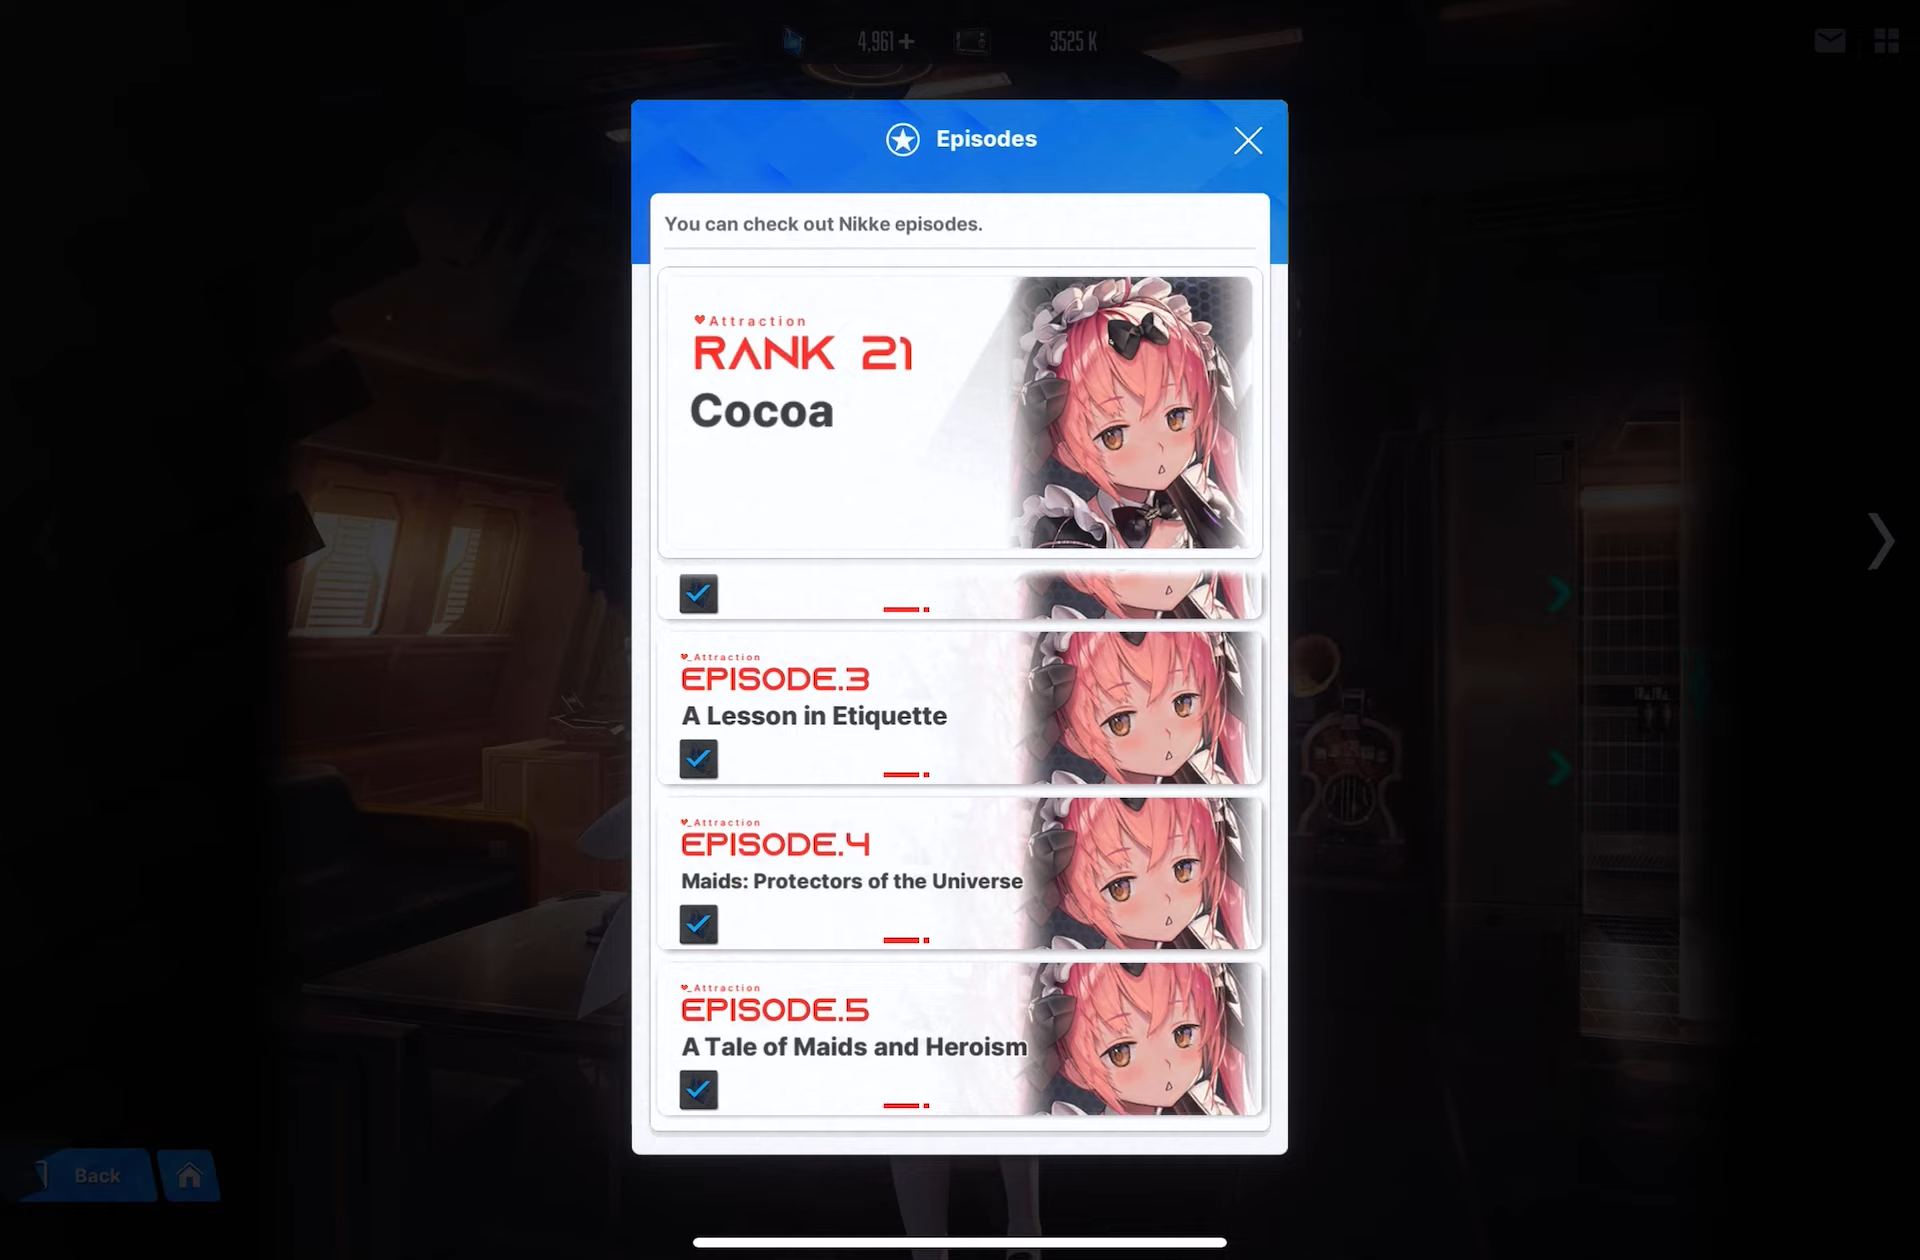 4,961+
3525 K
Episodes
You can check out Nikke episodes.
Attraction
RANK 21
Cocoa
Attraction
EPISODE.3
A Lesson in Etiquette
Attraction
EPISODE.4
Maids: Protectors of the Universe
Attraction
EPISODE.5
A Tale of Maids and Heroism
Back